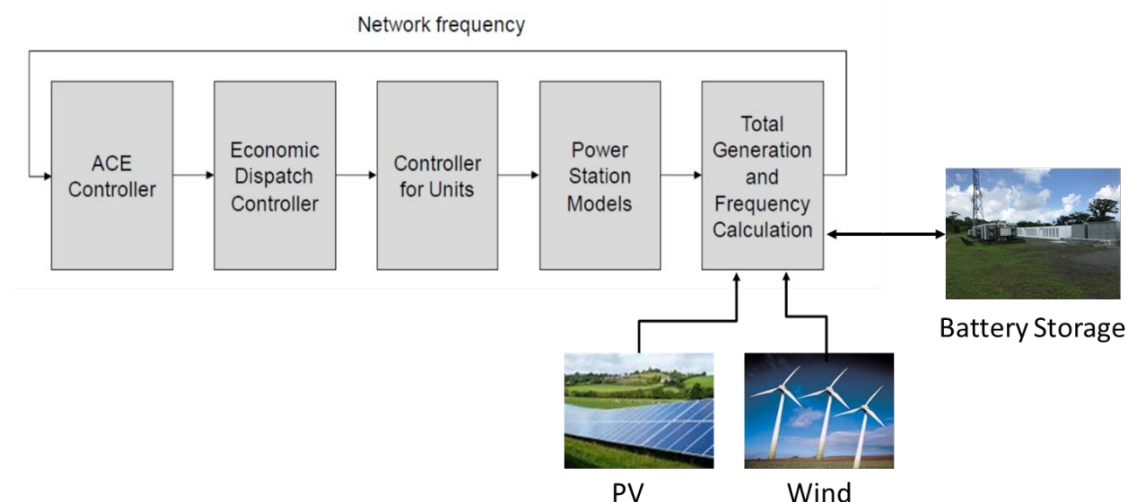 Network frequency
ACE
Controller
Economic
Dispatch
Controller
Controller
for Units
Power
Station
Models
Total
Generation
and
Frequency
Calculation
Battery Storage
PV
Wind